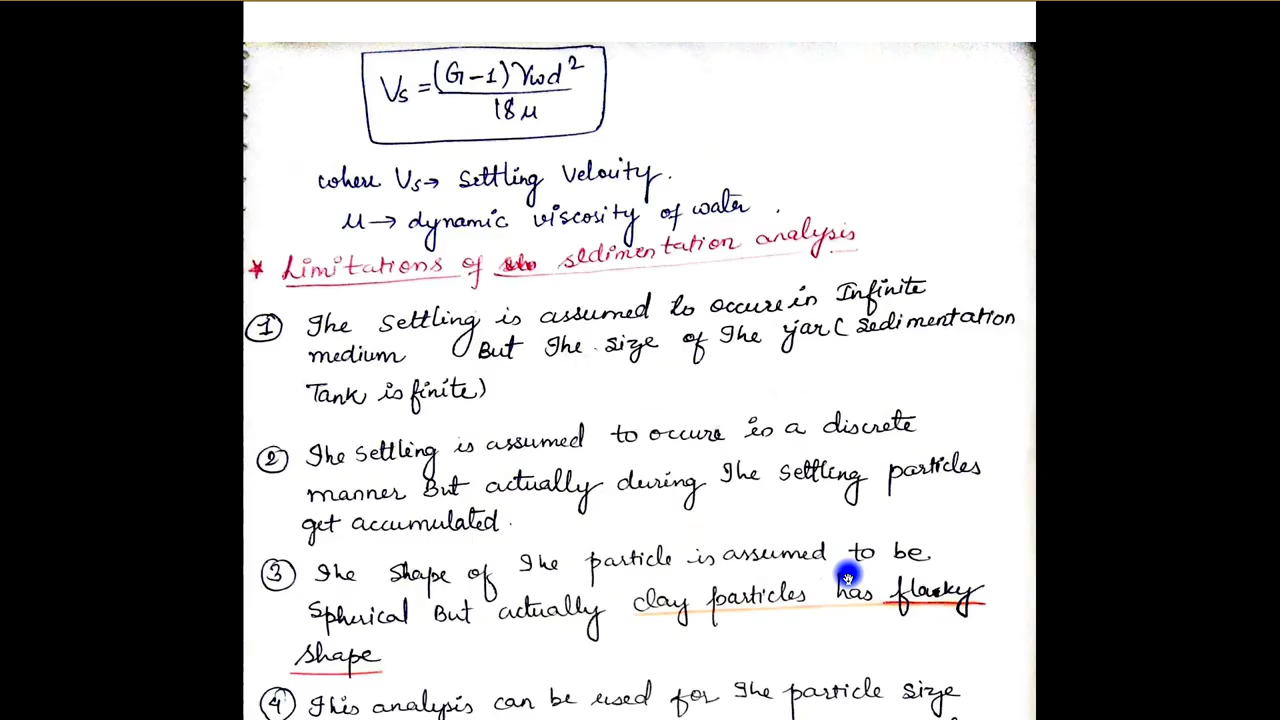 Vs = (G-1) γw d²
18 μ
where Vs → Settling Velocity.
μ → dynamic viscosity of water.
* Limitations of sedimentation analysis
① The settling is assumed to occure in Infinite
medium But The size of The jar ( sedimentation
Tank is finite)
② The settling is assumed to occure in a discrete
manner But actually during The settling particles
get accumulated.
③ The shape of The particle is assumed to be
Spherical But actually clay particles has flaky
shape
④ This analysis can be used for The particle size